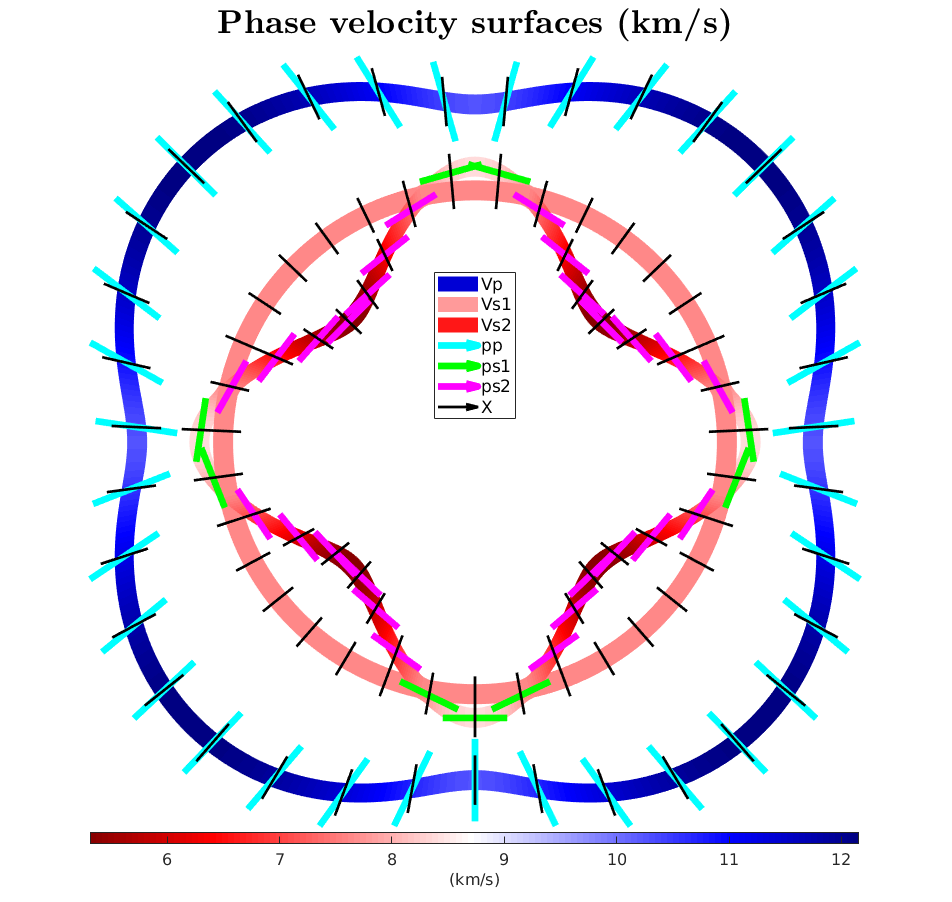 Phase velocity surfaces (km/s)
Vp
Vs1
Vs2
pp
ps1
ps2
X
6 7 8 9 10 11 12
(km/s)